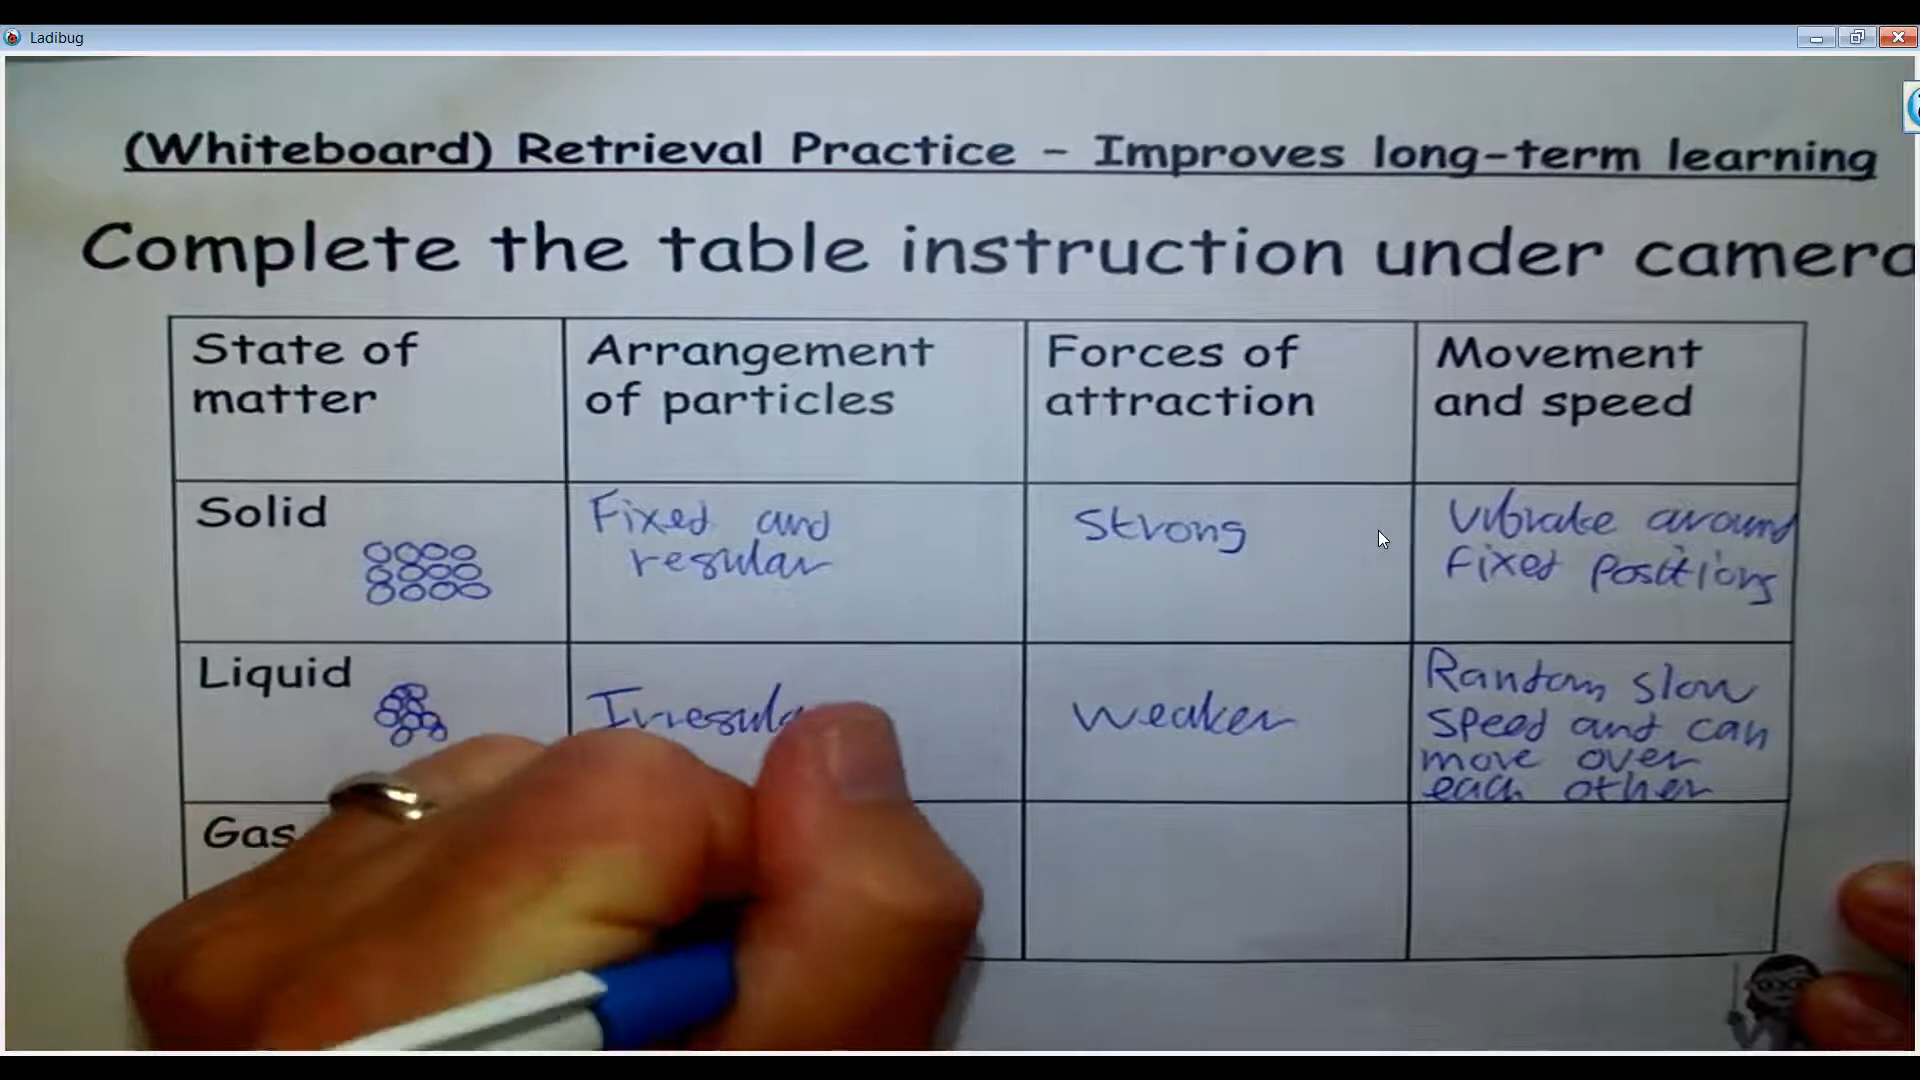 Ladibug
(Whiteboard) Retrieval Practice - Improves long-term learning
Complete the table instruction under camera
State of matter
Arrangement of particles
Forces of attraction
Movement and speed
Solid
Fixed and
regular
Strong
Vibrate around
fixed positions
Liquid
Weaker
Random slow
speed and can
move over
each other
Gas